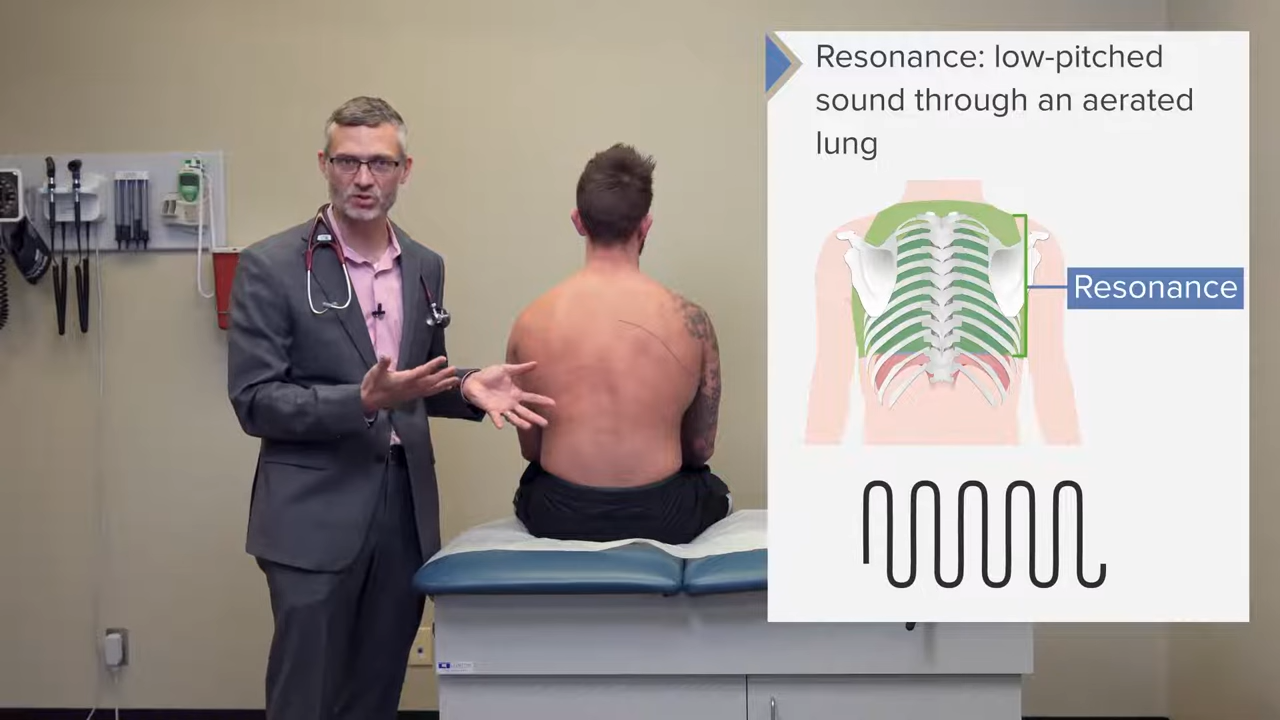 Resonance: low-pitched
sound through an aerated
lung
Resonance